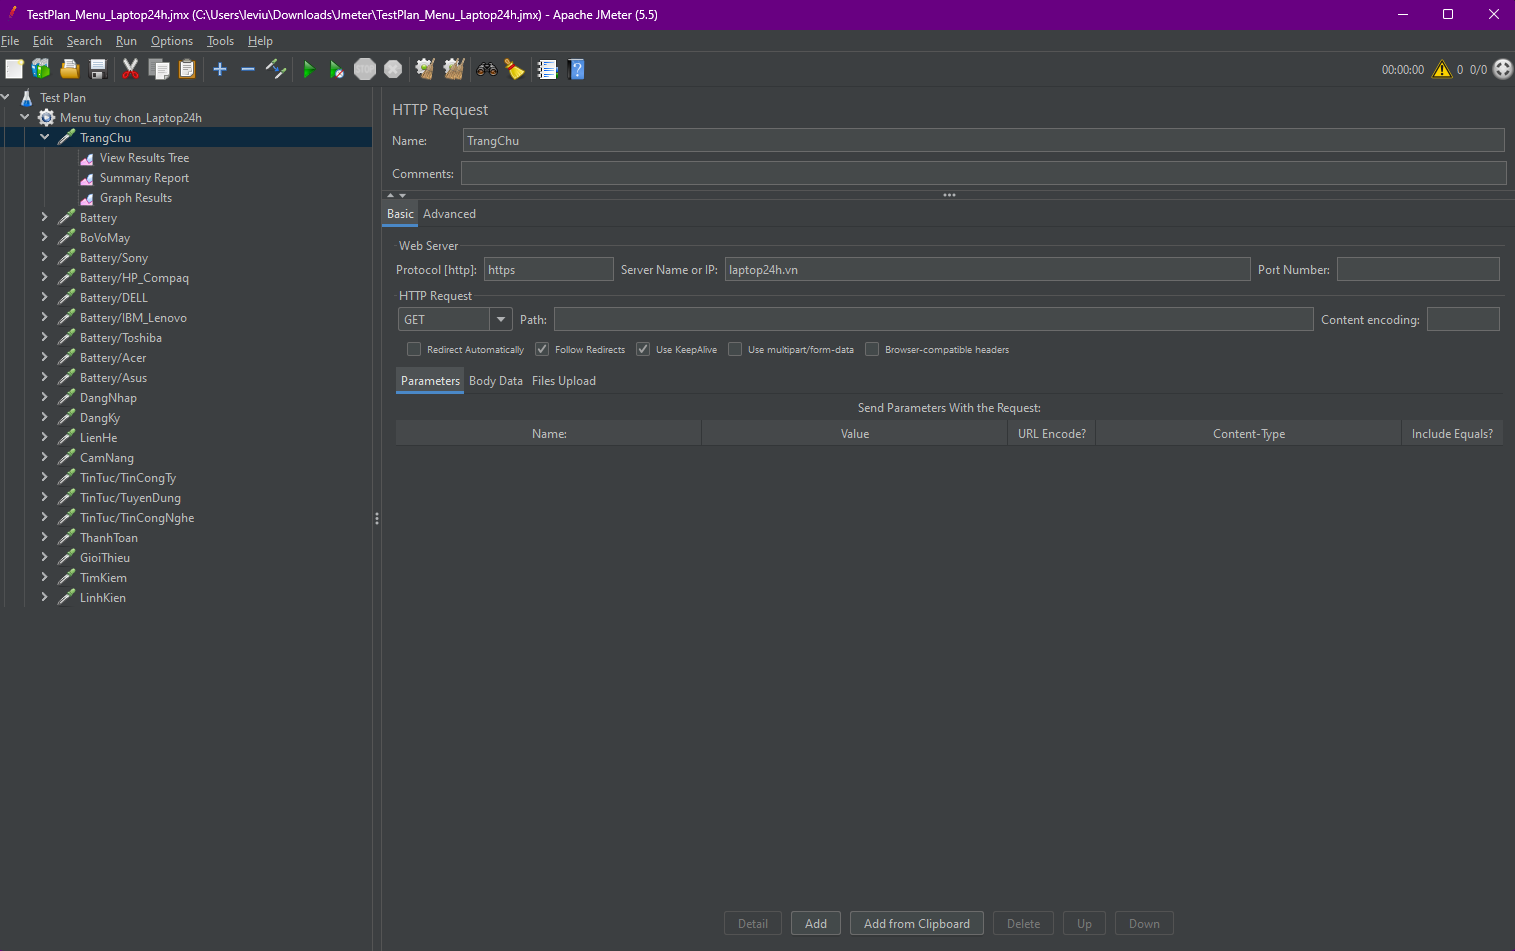 TestPlan_Menu_Laptop24h.jmx (C:\Users\leviu\Downloads\Jmeter\TestPlan_Menu_Laptop24h.jmx) - Apache JMeter (5.5)
File Edit Search Run Options Tools Help
00:00:00 0 0/0
Test Plan
Menu tuy chon_Laptop24h
TrangChu
View Results Tree
Summary Report
Graph Results
Battery
BoVoMay
Battery/Sony
Battery/HP_Compaq
Battery/DELL
Battery/IBM_Lenovo
Battery/Toshiba
Battery/Acer
Battery/Asus
DangNhap
DangKy
LienHe
CamNang
TinTuc/TinCongTy
TinTuc/TuyenDung
TinTuc/TinCongNghe
ThanhToan
GioiThieu
TimKiem
LinhKien
HTTP Request
Name: TrangChu
Comments:
Basic Advanced
Web Server
Protocol [http]: https Server Name or IP: laptop24h.vn Port Number:
HTTP Request
GET Path: Content encoding:
Redirect Automatically Follow Redirects Use KeepAlive Use multipart/form-data Browser-compatible headers
Parameters Body Data Files Upload
Send Parameters With the Request:
Name: Value URL Encode? Content-Type Include Equals?
Detail Add Add from Clipboard Delete Up Down